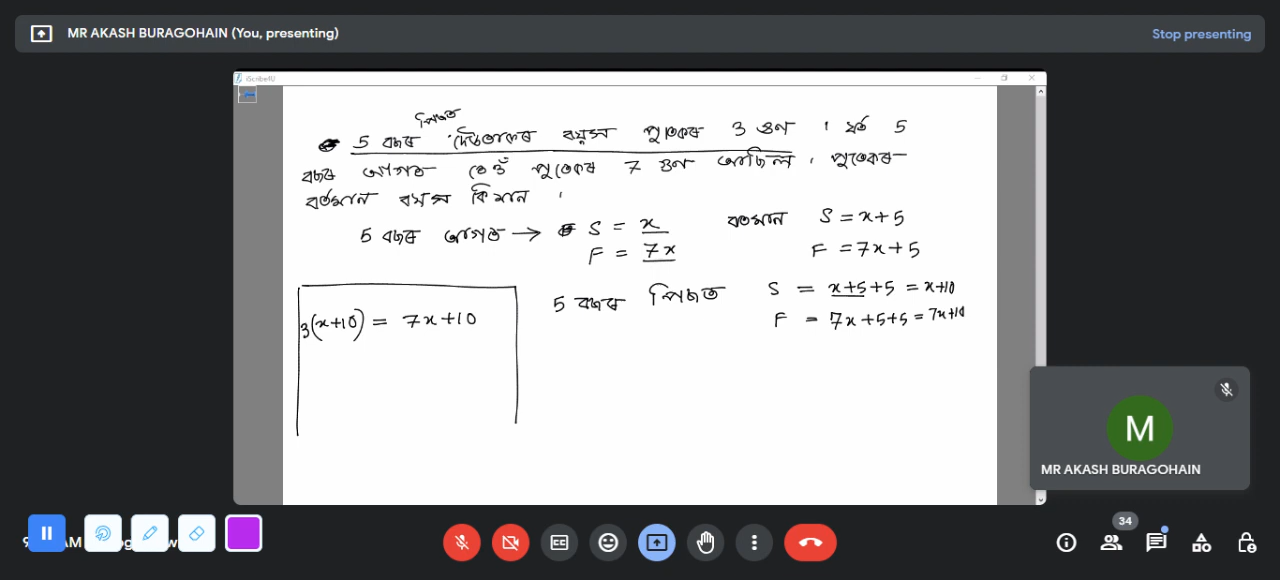 MR AKASH BURAGOHAIN (You, presenting)
Stop presenting
iScribe4U
পিছত
5 বছৰ দেউতাকৰ বয়স পুতেকৰ 3 গুণ । যত 5
বছৰ আগত তেওঁ পুতেকৰ 7 গুণ আছিল । পুতেকৰ
বৰ্তমান বয়স কিমান ।
5 বছৰ আগত → S = x
F = 7x
বৰ্তমান S = x+5
F = 7x+5
5 বছৰ পিছত S = x+5+5 = x+10
F = 7x+5+5 = 7x+10
3(x+10) = 7x+10
M
MR AKASH BURAGOHAIN
34